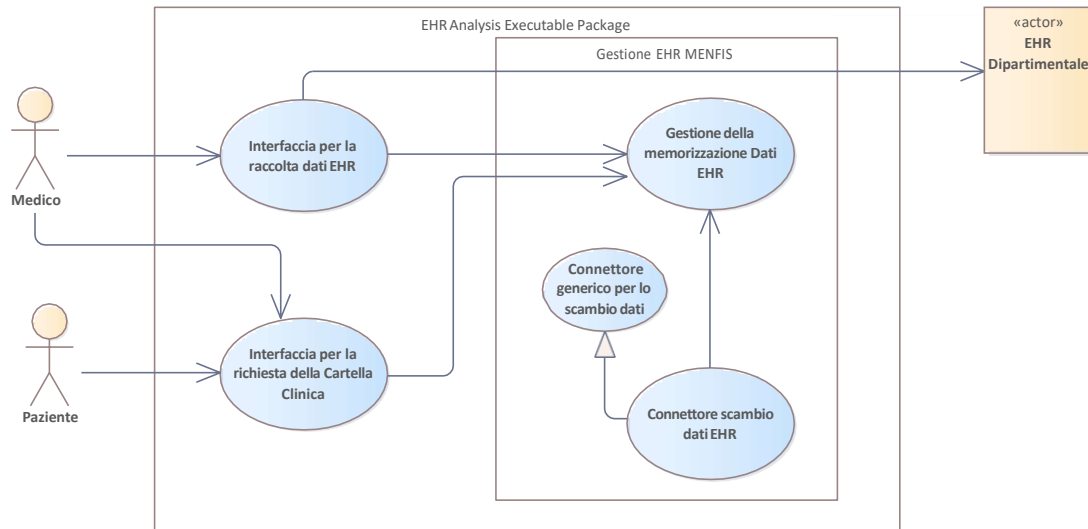 EHR Analysis Executable Package
«actor»
EHR
Dipartimentale
Gestione EHR MENFIS
Interfaccia per la
raccolta dati EHR
Gestione della
memorizzazione Dati
EHR
Medico
Connettore
generico per lo
scambio dati
Interfaccia per la
richiesta della Cartella
Clinica
Connettore scambio
dati EHR
Paziente